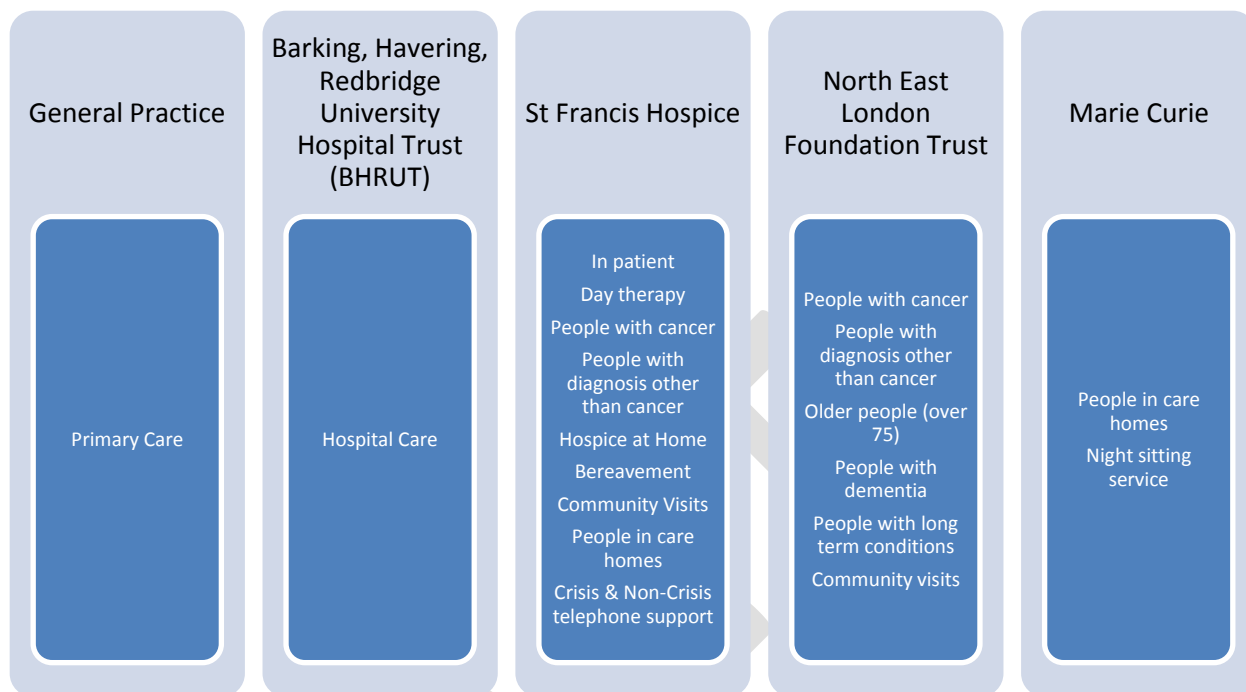 General Practice
Primary Care
Barking, Havering,
Redbridge
University
Hospital Trust
(BHRUT)
Hospital Care
St Francis Hospice
In patient
Day therapy
People with cancer
People with
diagnosis other
than cancer
Hospice at Home
Bereavement
Community Visits
People in care
homes
Crisis & Non-Crisis
telephone support
North East
London
Foundation Trust
People with cancer
People with
diagnosis other
than cancer
Older people (over
75)
People with
dementia
People with long
term conditions
Community visits
Marie Curie
People in care
homes
Night sitting
service